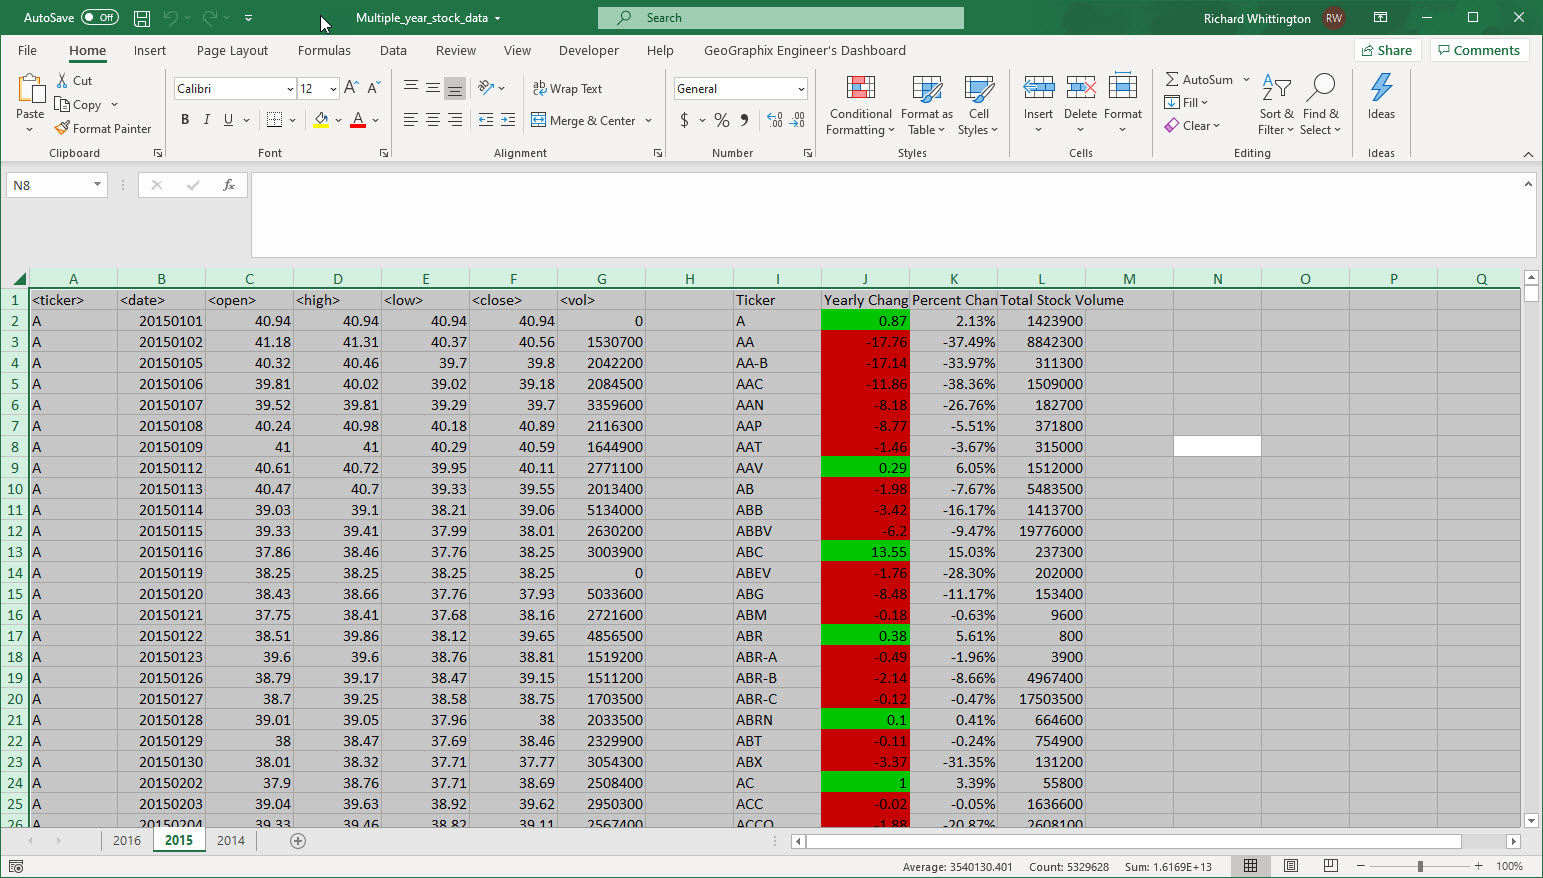 AutoSave Off Multiple_year_stock_data Search Richard Whittington RW
File Home Insert Page Layout Formulas Data Review View Developer Help GeoGraphix Engineer's Dashboard Share Comments
Paste Cut Copy Format Painter
Calibri 12 A A
B I U A
ab Wrap Text
Merge & Center
General
$ % ,
Conditional Formatting Format as Table Cell Styles
Insert Delete Format
AutoSum Fill Clear
Sort & Filter Find & Select
Ideas
Clipboard Font Alignment Number Styles Cells Editing Ideas
N8 fx
A B C D E F G H I J K L M N O P Q
1 <ticker> <date> <open> <high> <low> <close> <vol> Ticker Yearly Chang Percent Chan Total Stock Volume
2 A 20150101 40.94 40.94 40.94 40.94 0 A 0.87 2.13% 1423900
3 A 20150102 41.18 41.31 40.37 40.56 1530700 AA -17.76 -37.49% 8842300
4 A 20150105 40.32 40.46 39.7 39.8 2042200 AA-B -17.14 -33.97% 311300
5 A 20150106 39.81 40.02 39.02 39.18 2084500 AAC -11.86 -38.36% 1509000
6 A 20150107 39.52 39.81 39.29 39.7 3359600 AAN -8.18 -26.76% 182700
7 A 20150108 40.24 40.98 40.18 40.89 2116300 AAP -8.77 -5.51% 371800
8 A 20150109 41 41 40.29 40.59 1644900 AAT -1.46 -3.67% 315000
9 A 20150112 40.61 40.72 39.95 40.11 2771100 AAV 0.29 6.05% 1512000
10 A 20150113 40.47 40.7 39.33 39.55 2013400 AB -1.98 -7.67% 5483500
11 A 20150114 39.03 39.1 38.21 39.06 5134000 ABB -3.42 -16.17% 1413700
12 A 20150115 39.33 39.41 37.99 38.01 2630200 ABBV -6.2 -9.47% 19776000
13 A 20150116 37.86 38.46 37.76 38.25 3003900 ABC 13.55 15.03% 237300
14 A 20150119 38.25 38.25 38.25 38.25 0 ABEV -1.76 -28.30% 202000
15 A 20150120 38.43 38.66 37.76 37.93 5033600 ABG -8.48 -11.17% 153400
16 A 20150121 37.75 38.41 37.68 38.16 2721600 ABM -0.18 -0.63% 9600
17 A 20150122 38.51 39.86 38.12 39.65 4856500 ABR 0.38 5.61% 800
18 A 20150123 39.6 39.6 38.76 38.81 1519200 ABR-A -0.49 -1.96% 3900
19 A 20150126 38.79 39.17 38.47 39.15 1511200 ABR-B -2.14 -8.66% 4967400
20 A 20150127 38.7 39.25 38.58 38.75 1703500 ABR-C -0.12 -0.47% 17503500
21 A 20150128 39.01 39.05 37.96 38 2033500 ABRN 0.1 0.41% 664600
22 A 20150129 38 38.47 37.69 38.46 2329900 ABT -0.11 -0.24% 754900
23 A 20150130 38.01 38.32 37.71 37.77 3054300 ABX -3.37 -31.35% 131200
24 A 20150202 37.9 38.76 37.71 38.69 2508400 AC 1 3.39% 55800
25 A 20150203 39.04 39.63 38.92 39.62 2950300 ACC -0.02 -0.05% 1636600
26 A 20150204 39.33 39.46 38.82 39.11 2567400 ACCO -1.88 -20.87% 2608100
2016 2015 2014
Average: 3540130.401 Count: 5329628 Sum: 1.6169E+13 100%